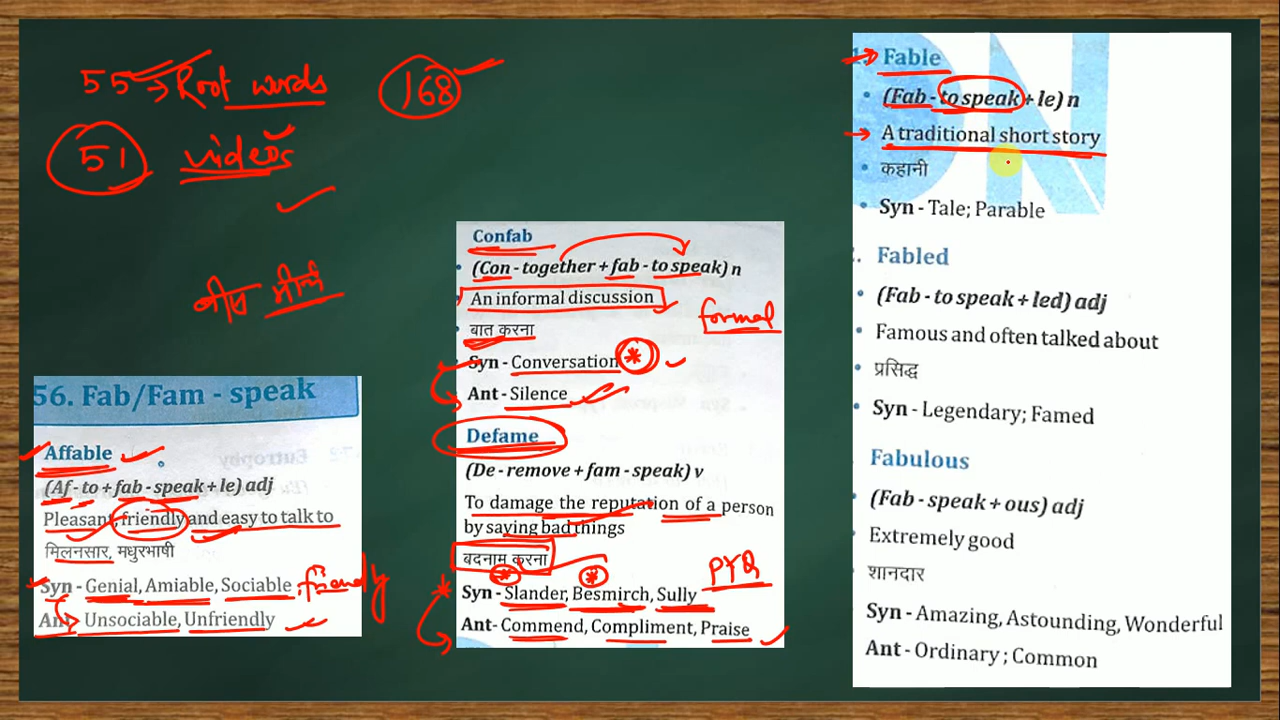 55 → Root words 168
51 videos
56. Fab/Fam - speak
Affable
(Af - to + fab - speak + le) adj
Pleasant, friendly and easy to talk to
मिलनसार, मधुरभाषी
Syn - Genial, Amiable, Sociable, friendly
Ant - Unsociable, Unfriendly
Confab
(Con - together + fab - to speak) n
An informal discussion
formal
बात करना
Syn - Conversation *
Ant - Silence
Defame
(De - remove + fam - speak) v
To damage the reputation of a person
by saying bad things
बदनाम करना
PYQ
Syn - Slander, Besmirch, Sully
Ant- Commend, Compliment, Praise
Fable
(Fab - to speak + le) n
A traditional short story
कहानी
Syn - Tale; Parable
Fabled
(Fab - to speak + led) adj
Famous and often talked about
प्रसिद्ध
Syn - Legendary; Famed
Fabulous
(Fab - speak + ous) adj
Extremely good
शानदार
Syn - Amazing, Astounding, Wonderful
Ant - Ordinary ; Common